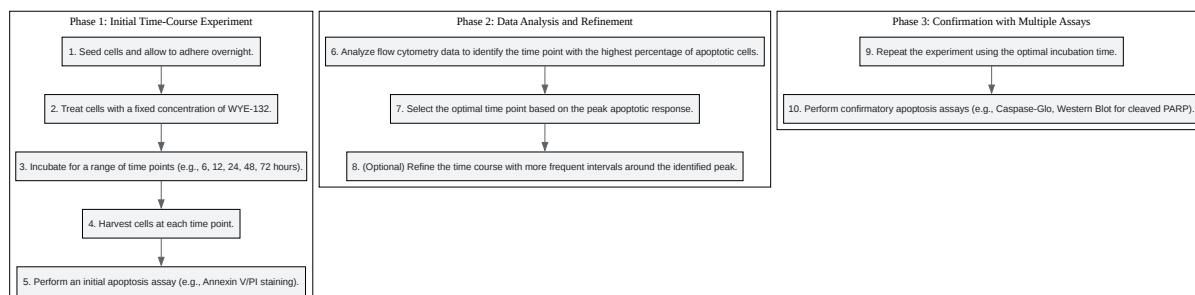 Phase 1: Initial Time-Course Experiment
1. Seed cells and allow to adhere overnight.
2. Treat cells with a fixed concentration of WYE-132.
3. Incubate for a range of time points (e.g., 6, 12, 24, 48, 72 hours).
4. Harvest cells at each time point.
5. Perform an initial apoptosis assay (e.g., Annexin V/PI staining).
Phase 2: Data Analysis and Refinement
6. Analyze flow cytometry data to identify the time point with the highest percentage of apoptotic cells.
7. Select the optimal time point based on the peak apoptotic response.
8. (Optional) Refine the time course with more frequent intervals around the identified peak.
Phase 3: Confirmation with Multiple Assays
9. Repeat the experiment using the optimal incubation time.
10. Perform confirmatory apoptosis assays (e.g., Caspase-Glo, Western Blot for cleaved PARP).